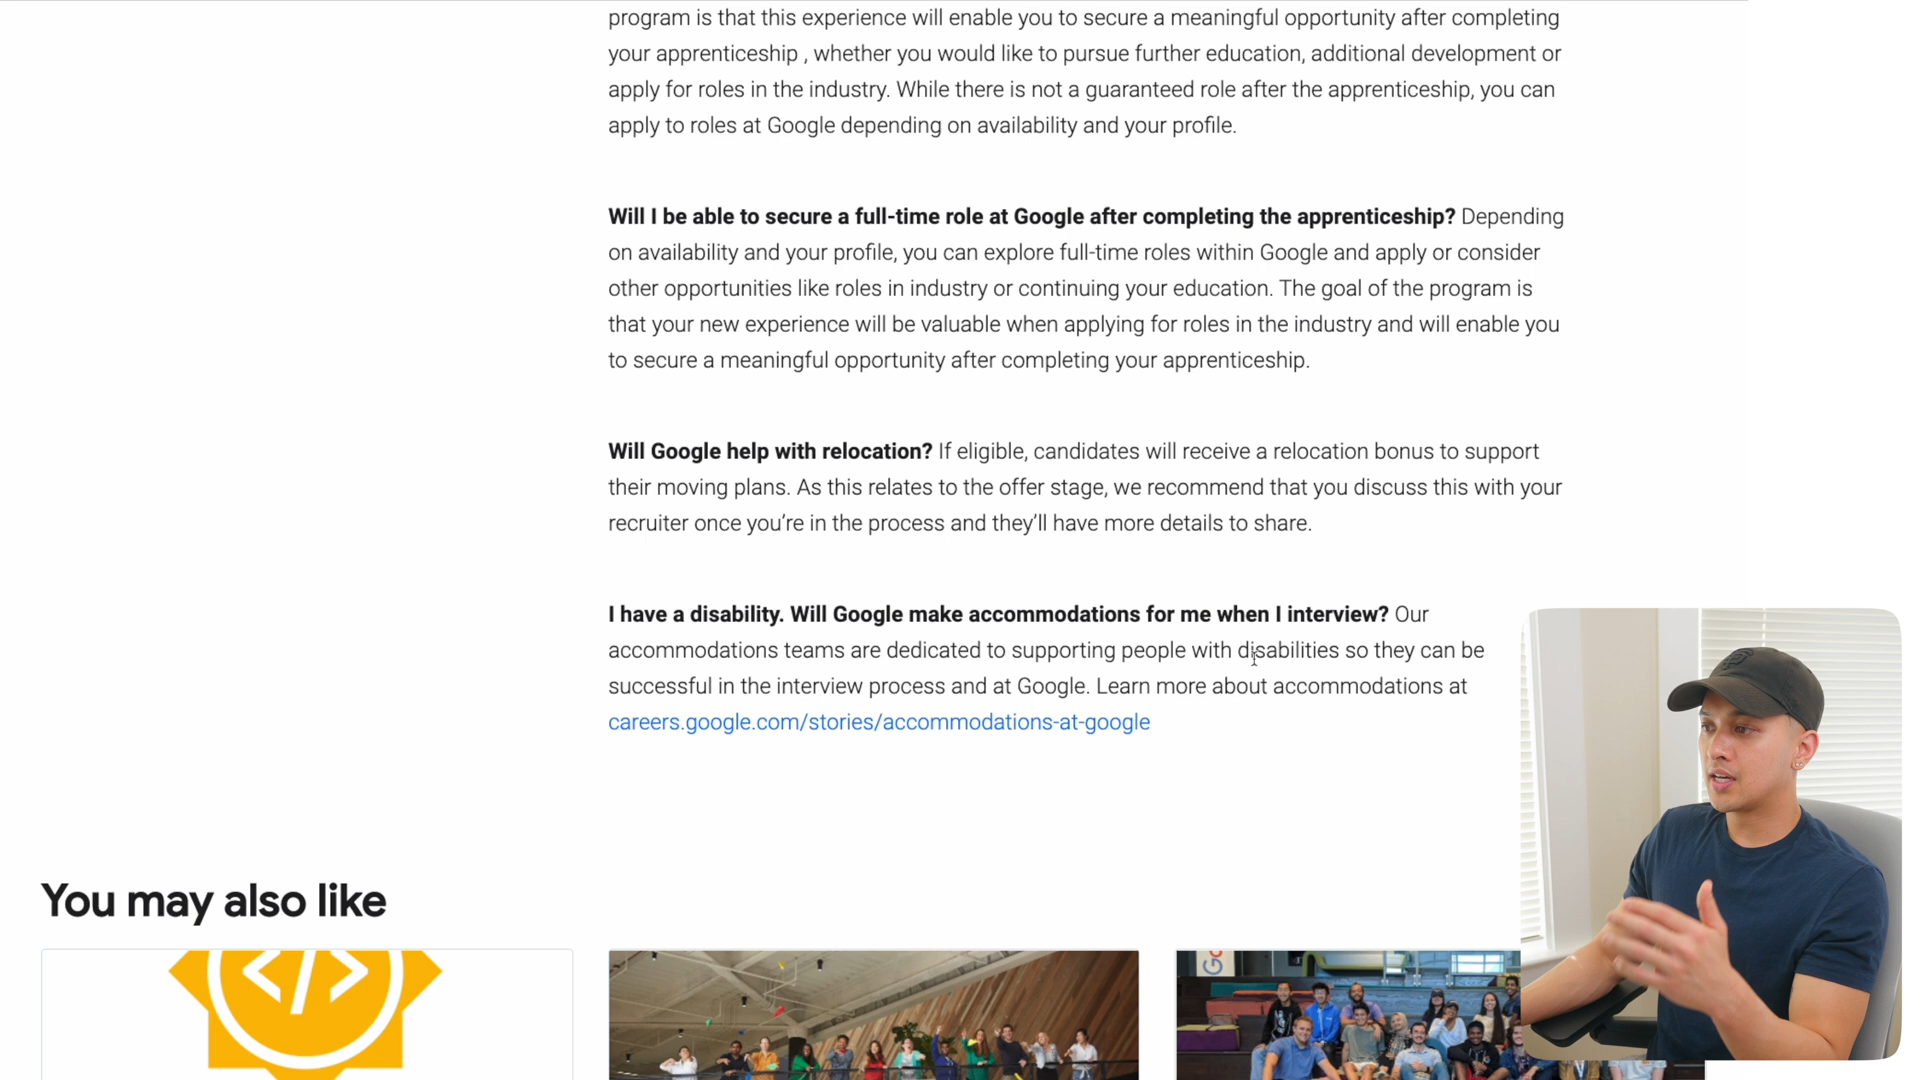 program is that this experience will enable you to secure a meaningful opportunity after completing
your apprenticeship , whether you would like to pursue further education, additional development or
apply for roles in the industry. While there is not a guaranteed role after the apprenticeship, you can
apply to roles at Google depending on availability and your profile.
Will I be able to secure a full-time role at Google after completing the apprenticeship? Depending
on availability and your profile, you can explore full-time roles within Google and apply or consider
other opportunities like roles in industry or continuing your education. The goal of the program is
that your new experience will be valuable when applying for roles in the industry and will enable you
to secure a meaningful opportunity after completing your apprenticeship.
Will Google help with relocation? If eligible, candidates will receive a relocation bonus to support
their moving plans. As this relates to the offer stage, we recommend that you discuss this with your
recruiter once you’re in the process and they’ll have more details to share.
I have a disability. Will Google make accommodations for me when I interview? Our
accommodations teams are dedicated to supporting people with disabilities so they can be
successful in the interview process and at Google. Learn more about accommodations at
careers.google.com/stories/accommodations-at-google
You may also like